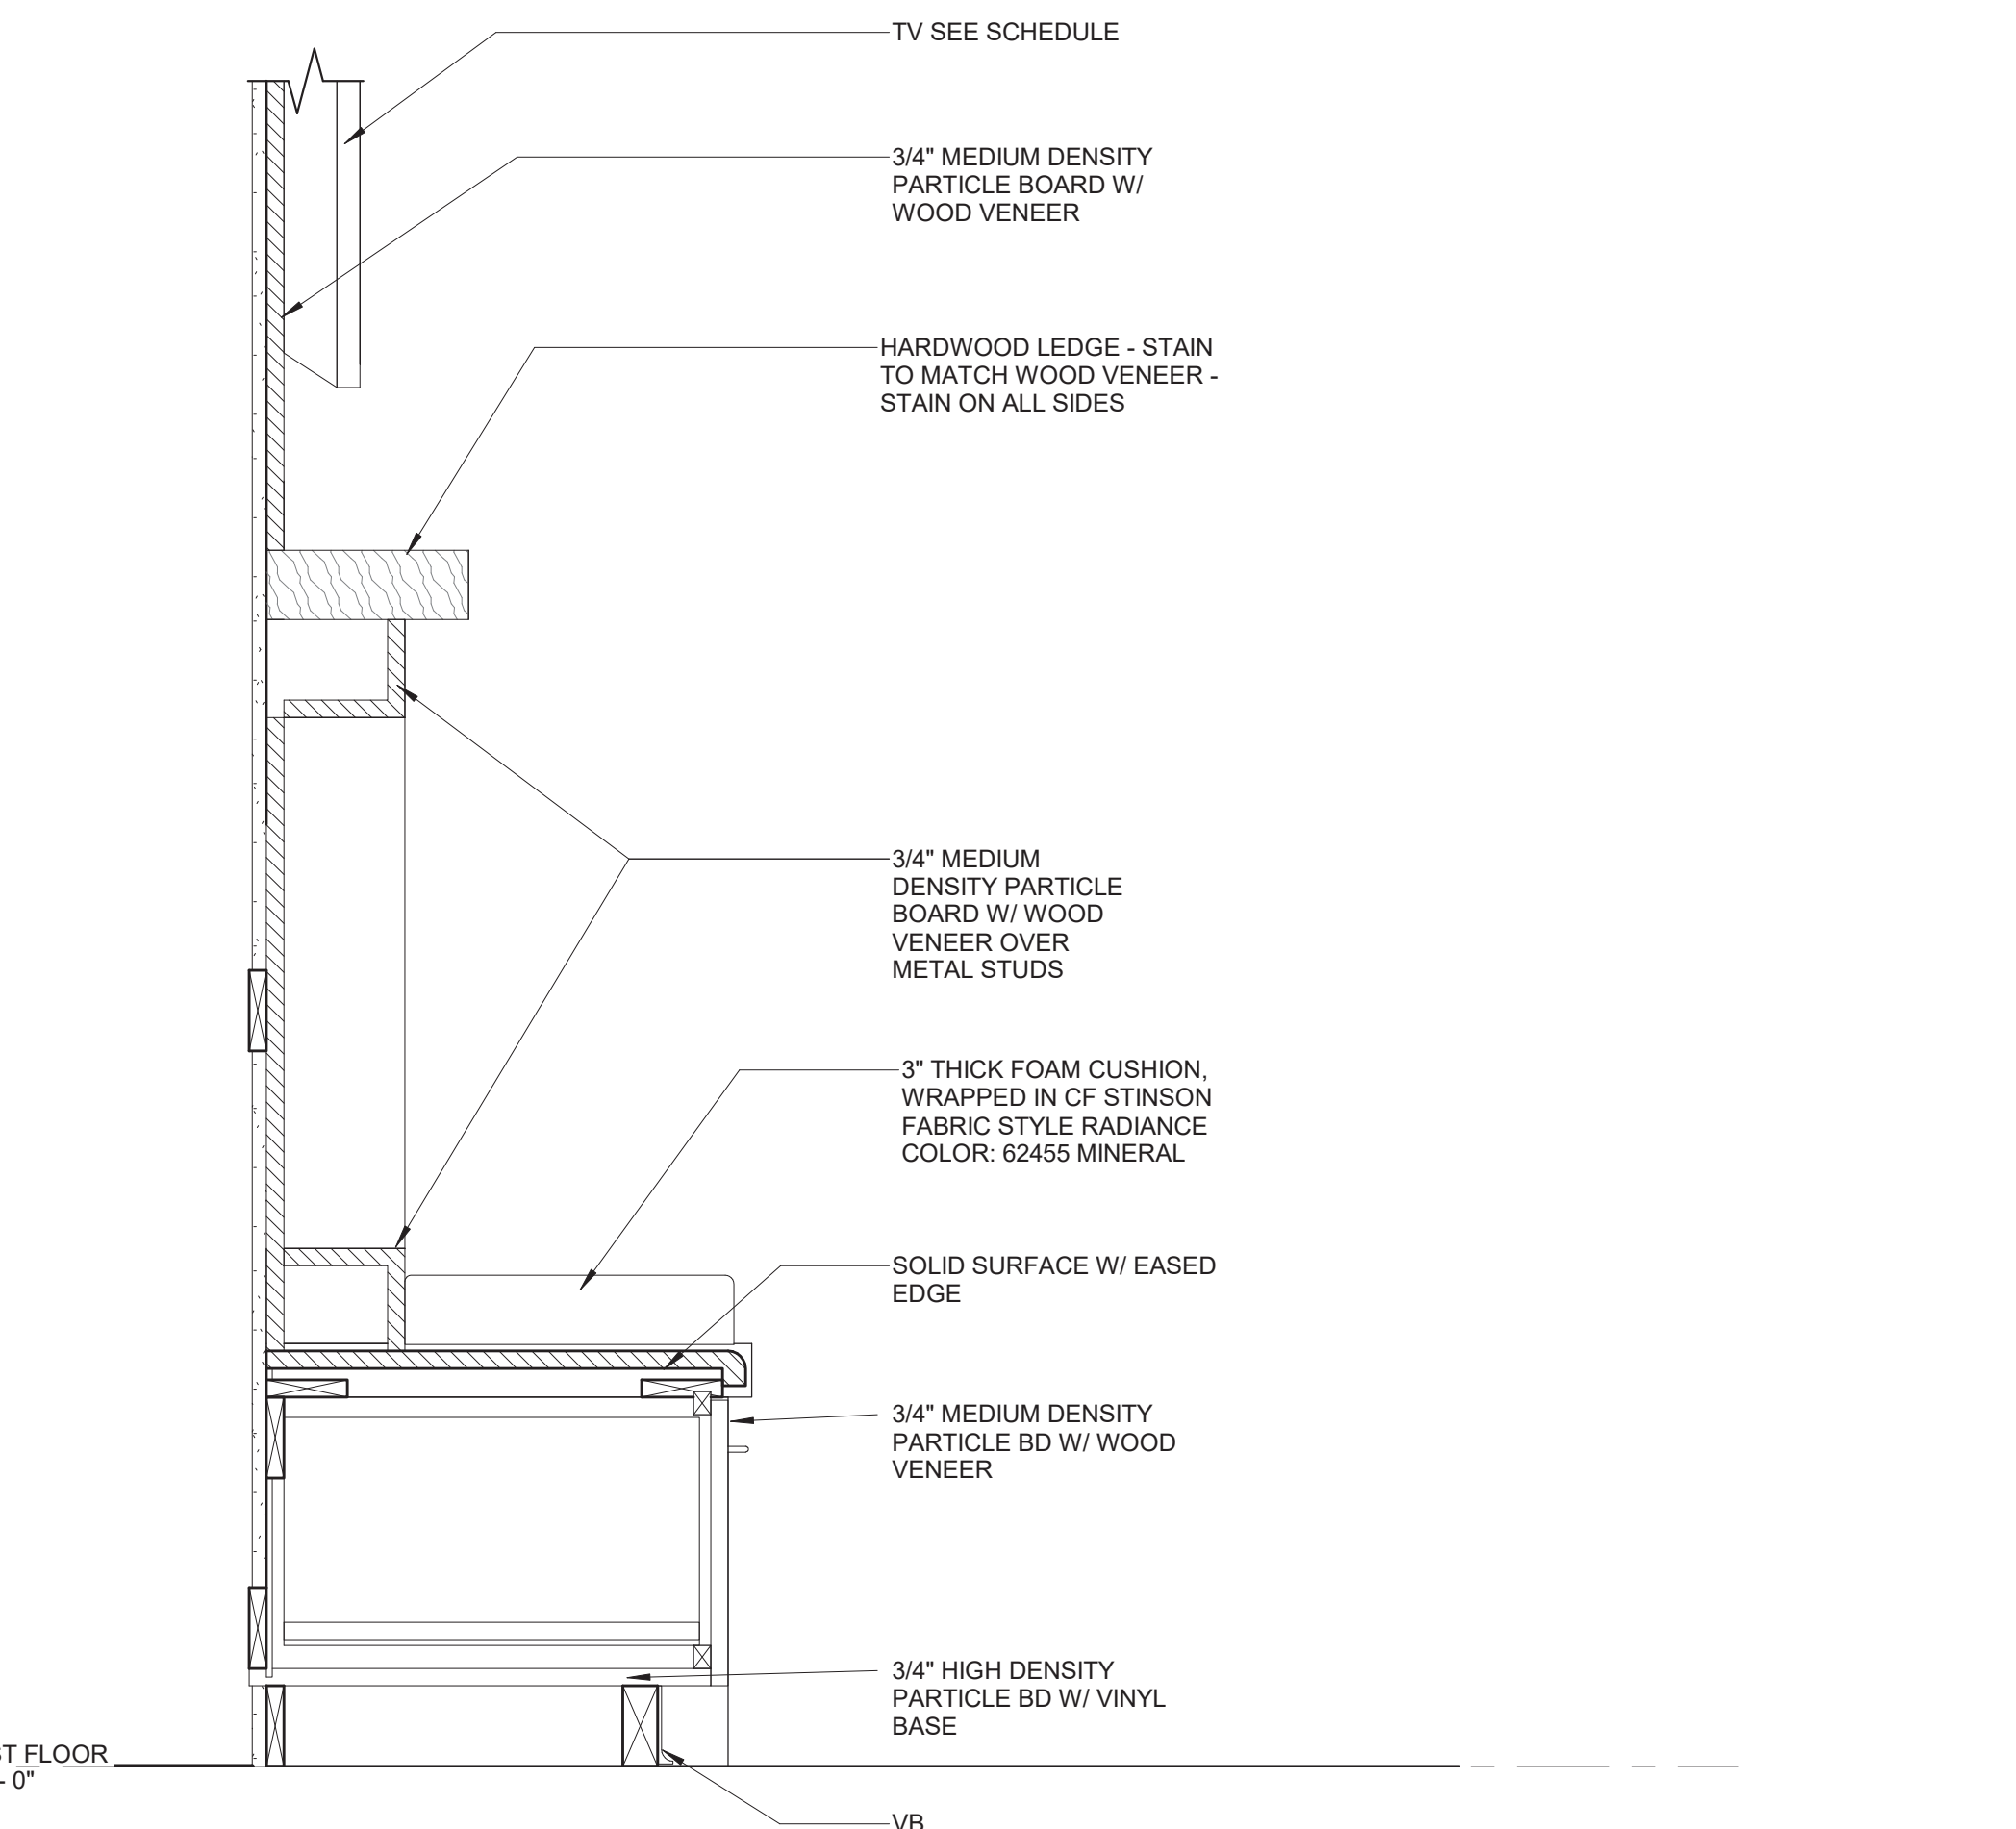 TV SEE SCHEDULE
3/4" MEDIUM DENSITY
PARTICLE BOARD W/
WOOD VENEER
HARDWOOD LEDGE - STAIN
TO MATCH WOOD VENEER -
STAIN ON ALL SIDES
3/4" MEDIUM
DENSITY PARTICLE
BOARD W/ WOOD
VENEER OVER
METAL STUDS
3" THICK FOAM CUSHION,
WRAPPED IN CF STINSON
FABRIC STYLE RADIANCE
COLOR: 62455 MINERAL
SOLID SURFACE W/ EASED
EDGE
3/4" MEDIUM DENSITY
PARTICLE BD W/ WOOD
VENEER
3/4" HIGH DENSITY
PARTICLE BD W/ VINYL
BASE
ST FLOOR
- 0"
VB